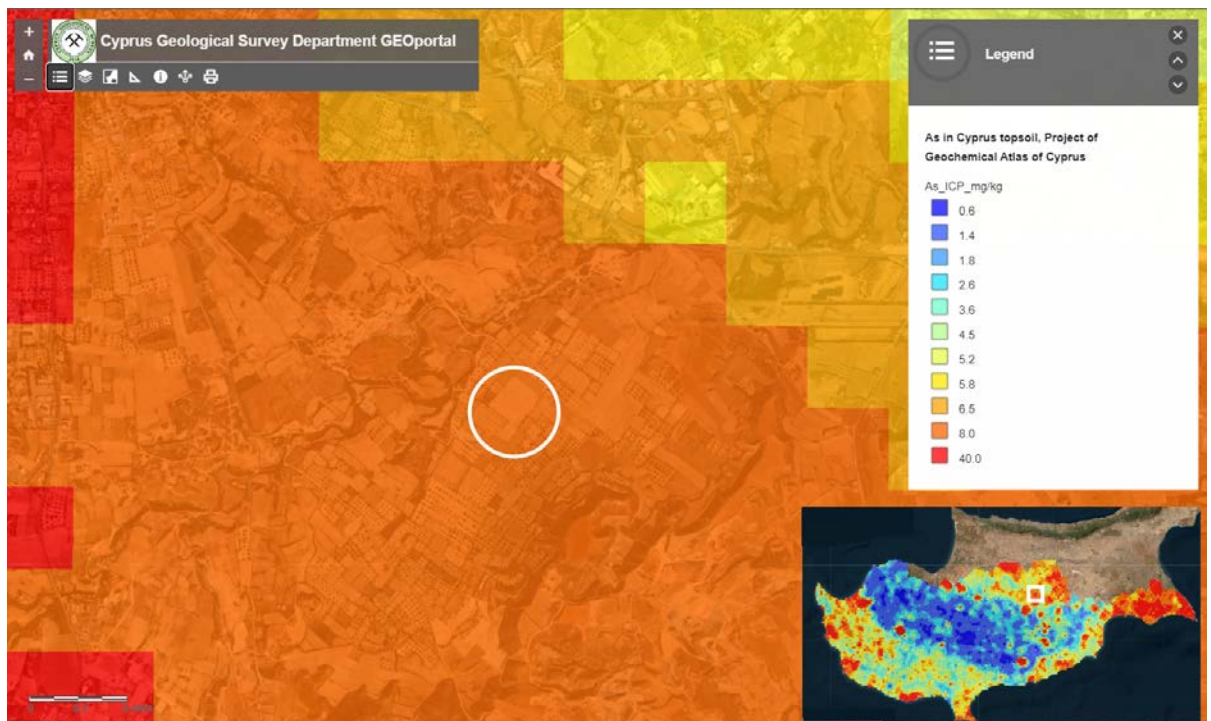 Cyprus Geological Survey Department GEOportal
Legend
As in Cyprus topsoil, Project of
Geochemical Atlas of Cyprus
As_ICP_mg/kg
0.6
1.4
1.8
2.6
3.6
4.5
5.2
5.8
6.5
8.0
40.0